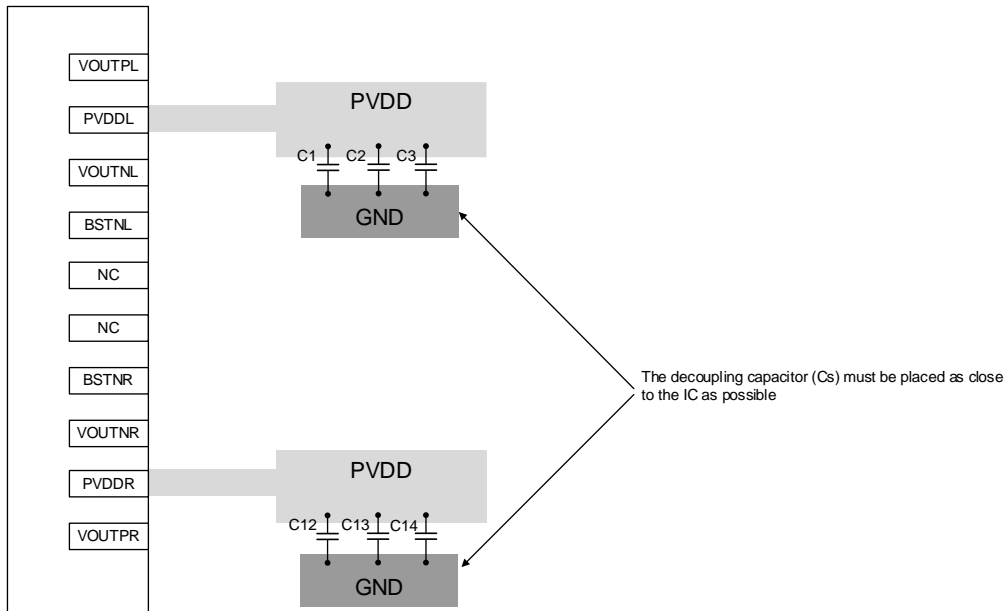 VOUTPL
PVDDL
VOUTNL
BSTNL
NC
NC
BSTNR
VOUTNR
PVDDR
VOUTPR
PVDD
C1
C2
C3
GND
The decoupling capacitor (Cs) must be placed as close
to the IC as possible
PVDD
C12
C13
C14
GND